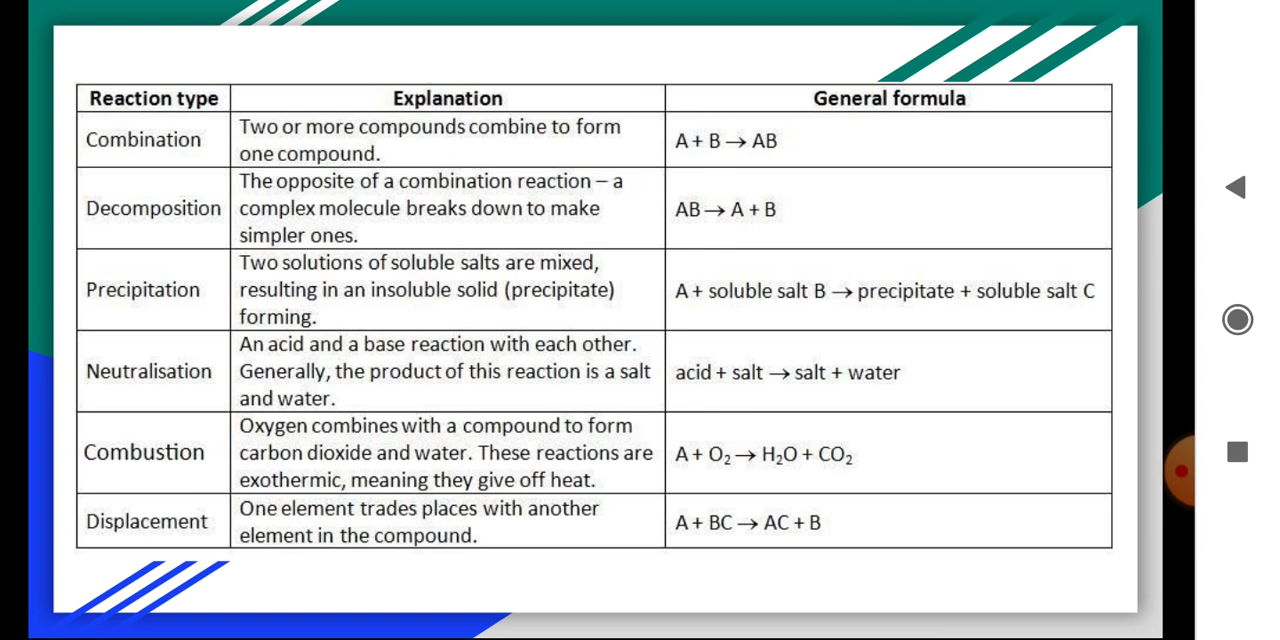 Reaction type
Explanation
General formula
Combination
Two or more compounds combine to form
one compound.
A + B → AB
Decomposition
The opposite of a combination reaction – a
complex molecule breaks down to make
simpler ones.
AB → A + B
Precipitation
Two solutions of soluble salts are mixed,
resulting in an insoluble solid (precipitate)
forming.
A + soluble salt B → precipitate + soluble salt C
Neutralisation
An acid and a base reaction with each other.
Generally, the product of this reaction is a salt
and water.
acid + salt → salt + water
Combustion
Oxygen combines with a compound to form
carbon dioxide and water. These reactions are
exothermic, meaning they give off heat.
A + O₂ → H₂O + CO₂
Displacement
One element trades places with another
element in the compound.
A + BC → AC + B